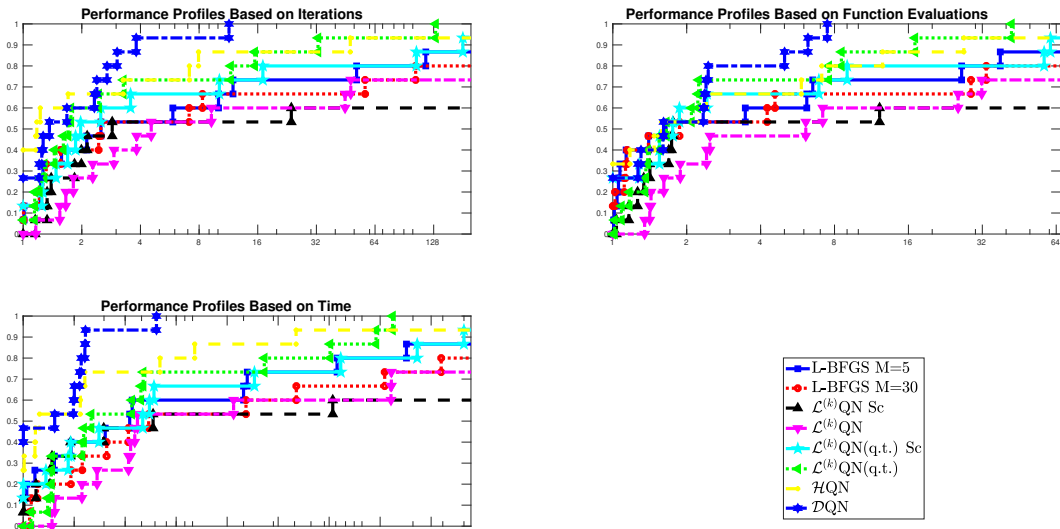 Performance Profiles Based on Iterations
1
0.9
0.8
0.7
0.6
0.5
0.4
0.3
0.2
0.1
0
1 2 4 8 16 32 64 128
Performance Profiles Based on Function Evaluations
1
0.9
0.8
0.7
0.6
0.5
0.4
0.3
0.2
0.1
0
1 2 4 8 16 32 64
Performance Profiles Based on Time
1
0.9
0.8
0.7
0.6
0.5
0.4
0.3
0.2
0.1
0
L-BFGS M=5
L-BFGS M=30
ℒ⁽ᵏ⁾QN Sc
ℒ⁽ᵏ⁾QN
ℒ⁽ᵏ⁾QN(q.t.) Sc
ℒ⁽ᵏ⁾QN(q.t.)
ℋQN
𝒟QN